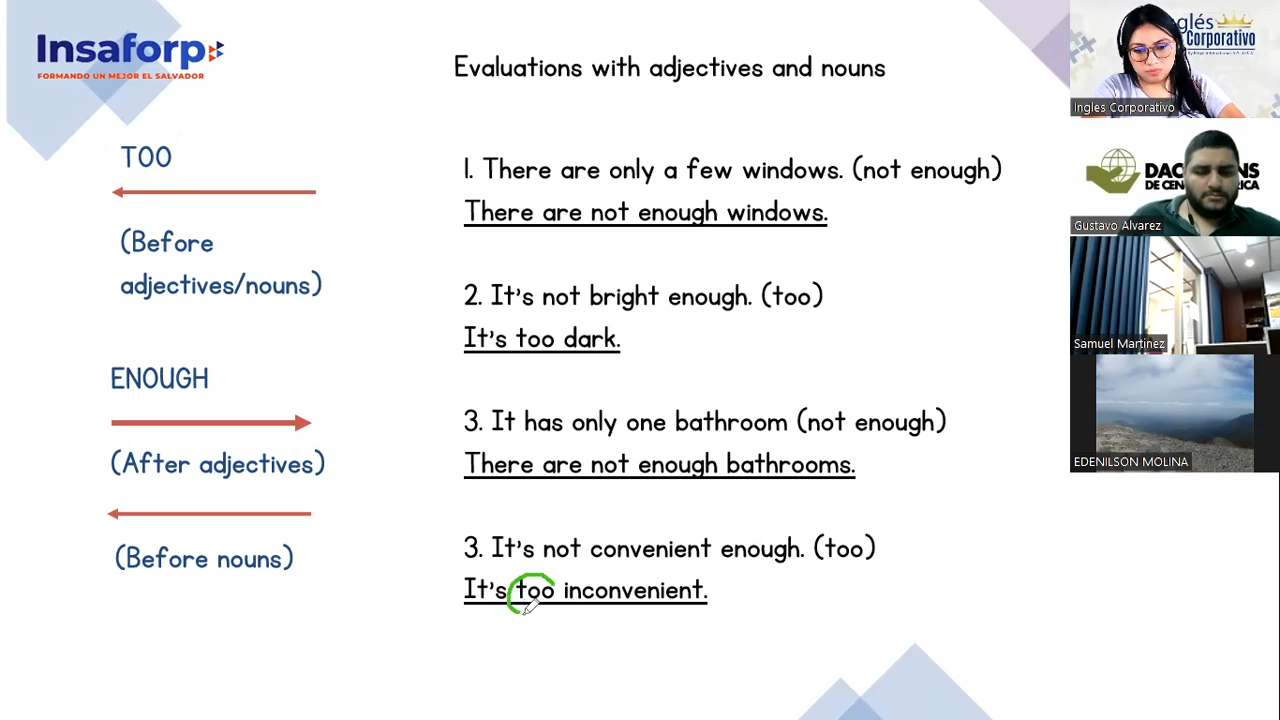 Insaforp
FORMANDO UN MEJOR EL SALVADOR
Evaluations with adjectives and nouns
TOO
(Before
adjectives/nouns)
ENOUGH
(After adjectives)
(Before nouns)
1. There are only a few windows. (not enough)
There are not enough windows.
2. It's not bright enough. (too)
It's too dark.
3. It has only one bathroom (not enough)
There are not enough bathrooms.
3. It's not convenient enough. (too)
It's too inconvenient.
Corporativo
Ingles Corporativo
DE CEN
Gustavo Alvarez
Samuel Martinez
EDENILSON MOLINA